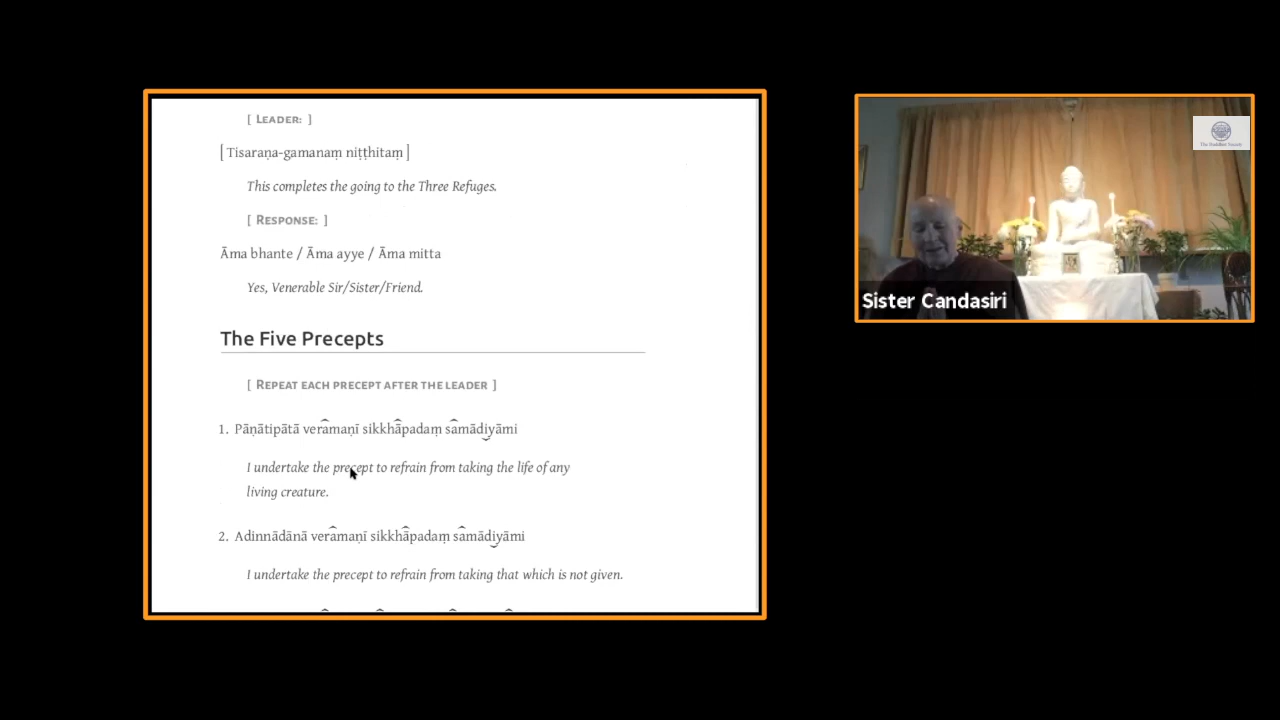 [ LEADER: ]
[ Tisaraṇa-gamanaṃ niṭṭhitaṃ ]
This completes the going to the Three Refuges.
[ RESPONSE: ]
Āma bhante / Āma ayye / Āma mitta
Yes, Venerable Sir/Sister/Friend.
The Five Precepts
[ REPEAT EACH PRECEPT AFTER THE LEADER ]
1. Pāṇātipātā veramaṇī sikkhāpadaṃ samādiyāmi
I undertake the precept to refrain from taking the life of any
living creature.
2. Adinnādānā veramaṇī sikkhāpadaṃ samādiyāmi
I undertake the precept to refrain from taking that which is not given.
The Buddhist Society
Sister Candasiri